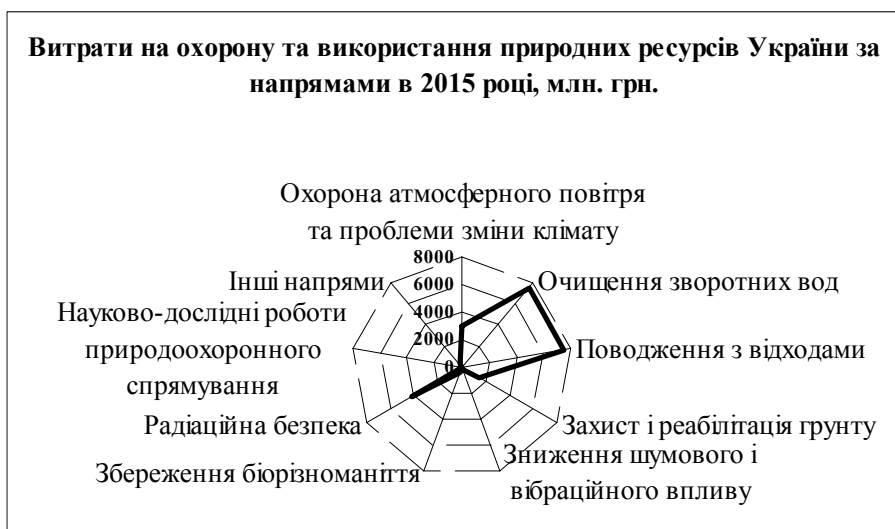 Витрати на охорону та використання природних ресурсів України за
напрямами в 2015 році, млн. грн.
Охорона атмосферного повітря
та проблеми зміни клімату
8000
6000
4000
2000
0
Очищення зворотних вод
Поводження з відходами
Захист і реабілітація грунту
Зниження шумового і
вібраційного впливу
Збереження біорізноманіття
Радіаційна безпека
Науково-дослідні роботи
природоохоронного
спрямування
Інші напрями